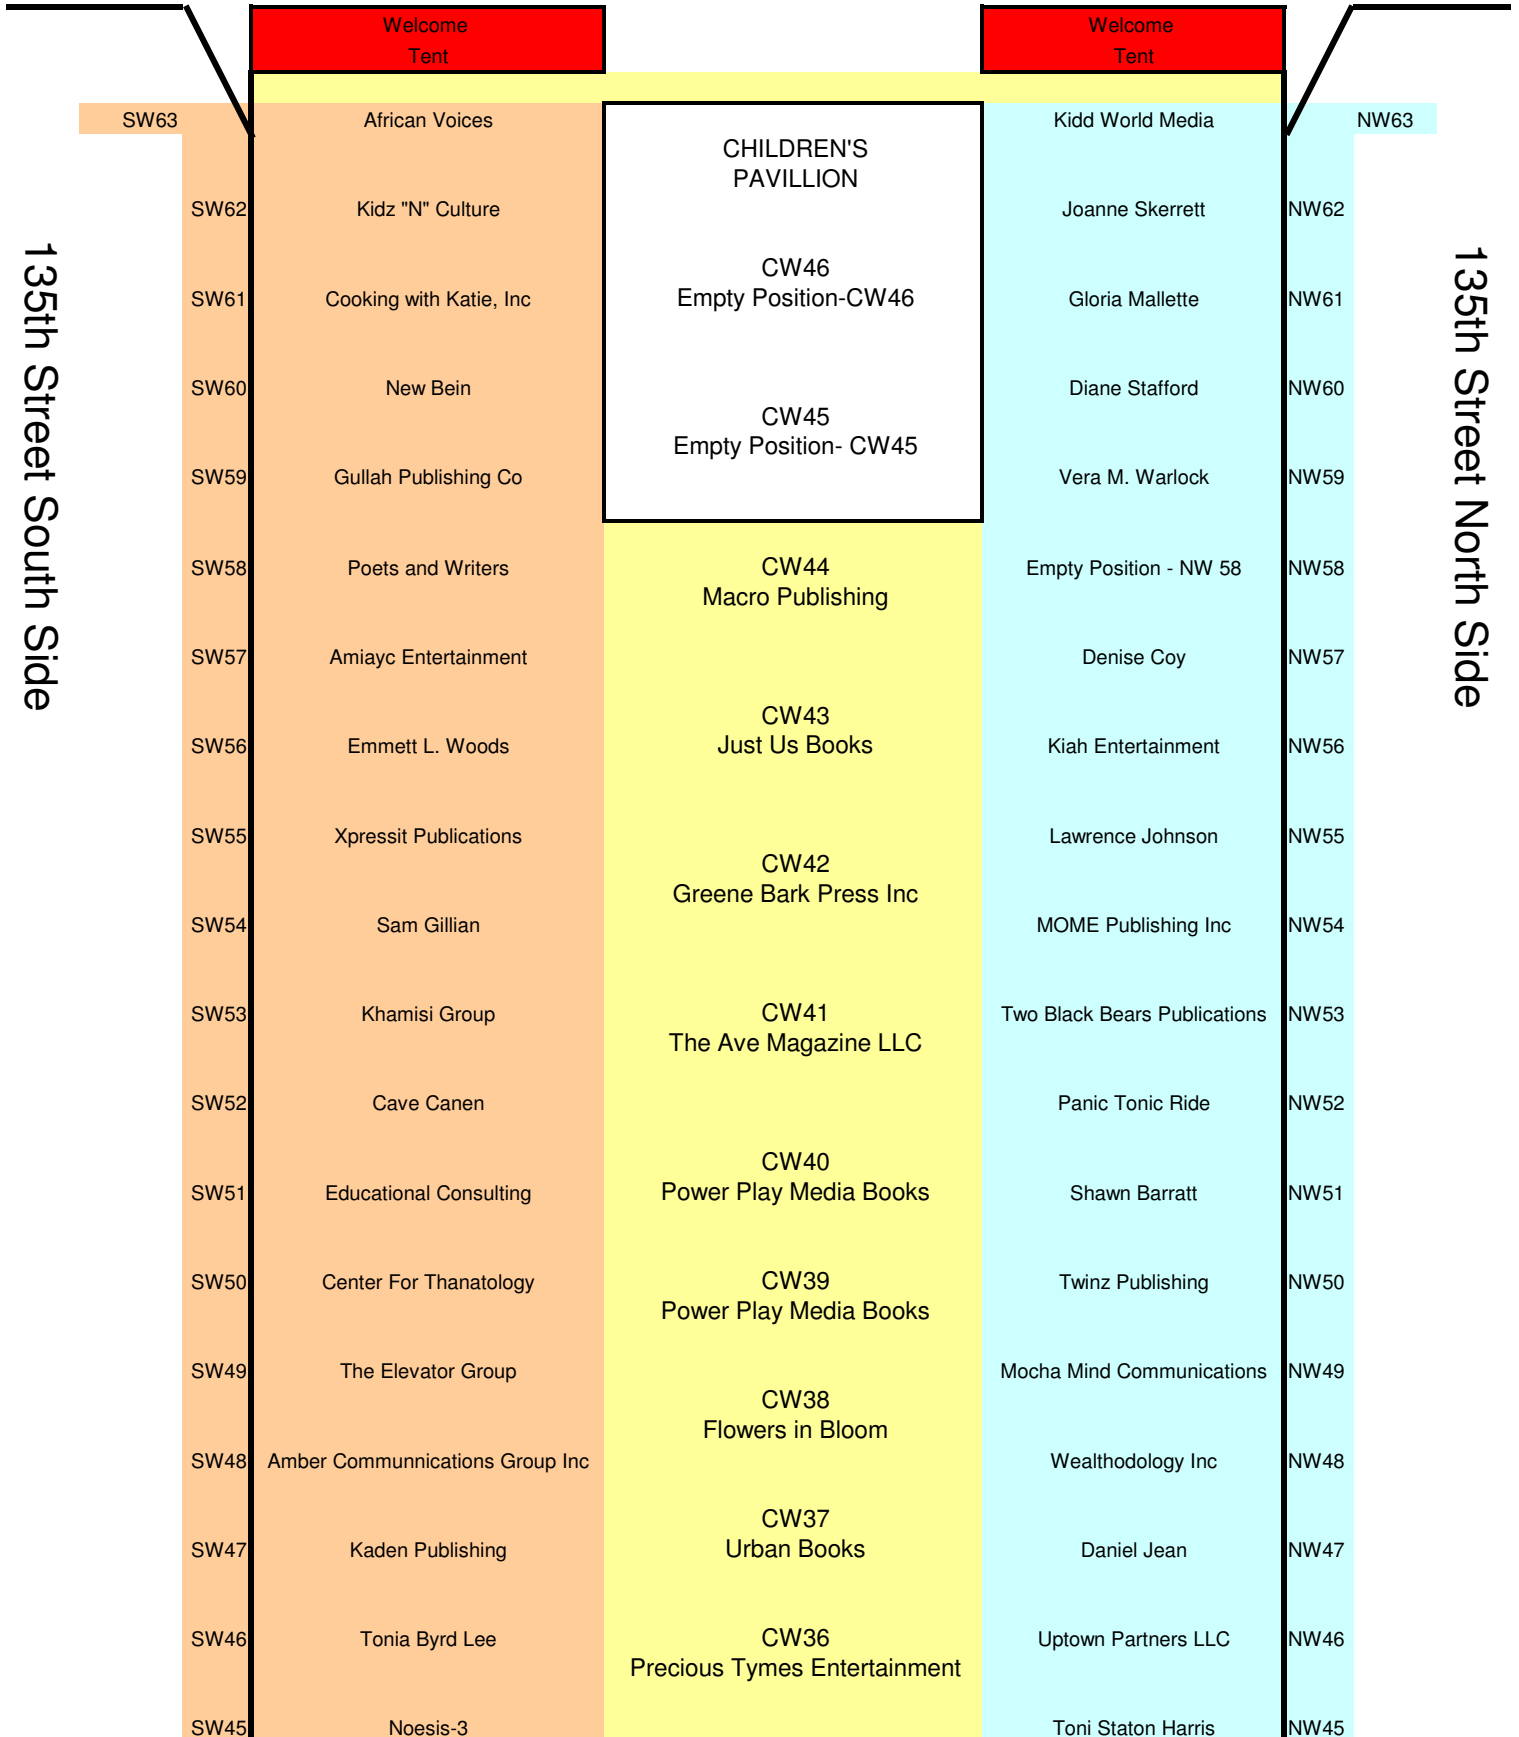 Welcome
Tent
Welcome
Tent
SW63 African Voices Kidd World Media NW63
CHILDREN'S
PAVILLION
SW62 Kidz "N" Culture Joanne Skerrett NW62
CW46
SW61 Cooking with Katie, Inc Empty Position-CW46 Gloria Mallette NW61
SW60 New Bein Diane Stafford NW60
CW45
Empty Position- CW45
SW59 Gullah Publishing Co Vera M. Warlock NW59
SW58 Poets and Writers CW44 Empty Position - NW 58 NW58
Macro Publishing
SW57 Amiayc Entertainment Denise Coy NW57
CW43
SW56 Emmett L. Woods Just Us Books Kiah Entertainment NW56
SW55 Xpressit Publications Lawrence Johnson NW55
CW42
Greene Bark Press Inc
SW54 Sam Gillian MOME Publishing Inc NW54
SW53 Khamisi Group CW41 Two Black Bears Publications NW53
The Ave Magazine LLC
SW52 Cave Canen Panic Tonic Ride NW52
CW40
SW51 Educational Consulting Power Play Media Books Shawn Barratt NW51
SW50 Center For Thanatology CW39 Twinz Publishing NW50
Power Play Media Books
SW49 The Elevator Group Mocha Mind Communications NW49
CW38
Flowers in Bloom
SW48 Amber Communnications Group Inc Wealthodology Inc NW48
CW37
SW47 Kaden Publishing Urban Books Daniel Jean NW47
SW46 Tonia Byrd Lee CW36 Uptown Partners LLC NW46
Precious Tymes Entertainment
SW45 Noesis-3 Toni Staton Harris NW45
135th Street South Side
135th Street North Side